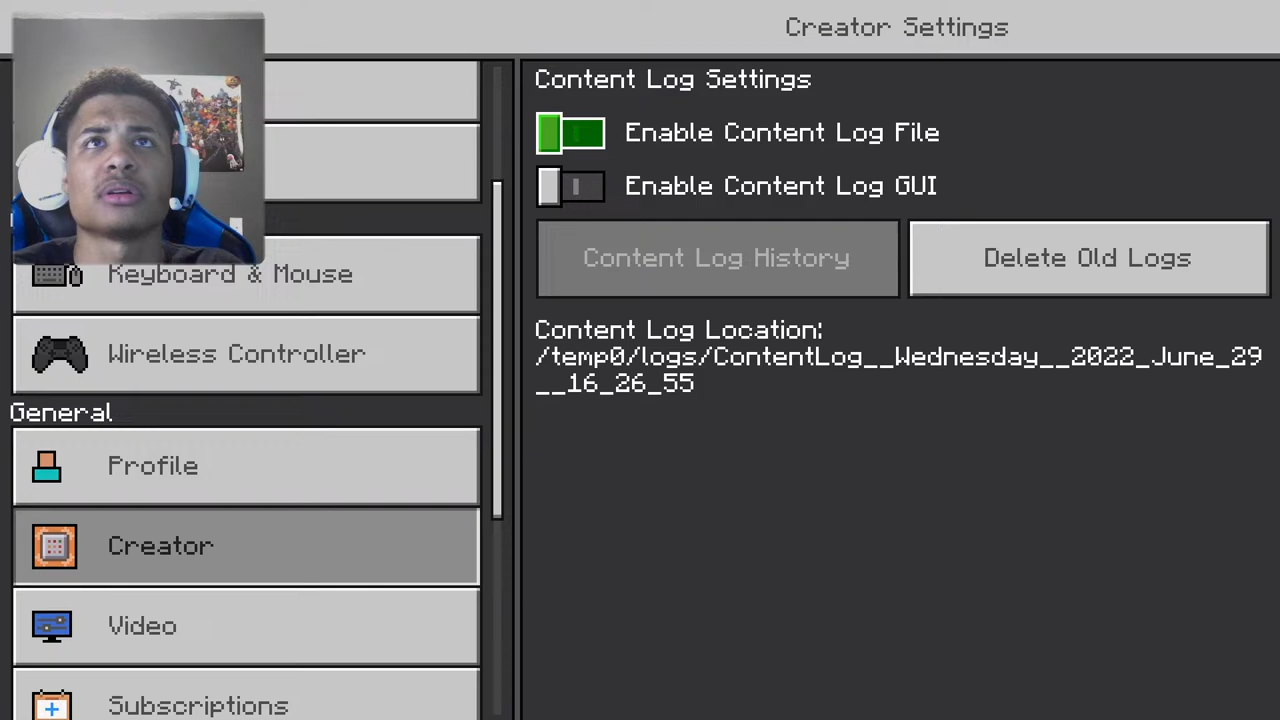 Creator Settings
Content Log Settings
Enable Content Log File
Enable Content Log GUI
Content Log History
Delete Old Logs
Content Log Location:
/temp0/logs/ContentLog__Wednesday__2022_June_29
__16_26_55
Keyboard & Mouse
Wireless Controller
General
Profile
Creator
Video
Subscriptions